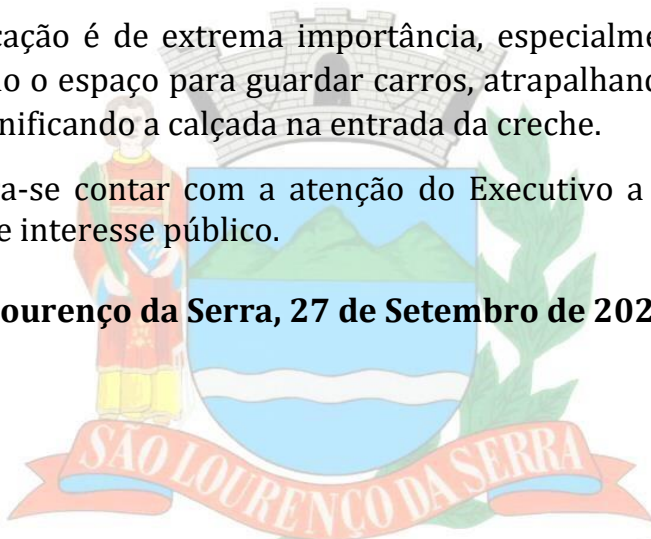 cação é de extrema importância, especialme
o o espaço para guardar carros, atrapalhand
nificando a calçada na entrada da creche.
a-se contar com a atenção do Executivo a
e interesse público.
ourenço da Serra, 27 de Setembro de 202
SÃO LOURENÇO DA SERRA